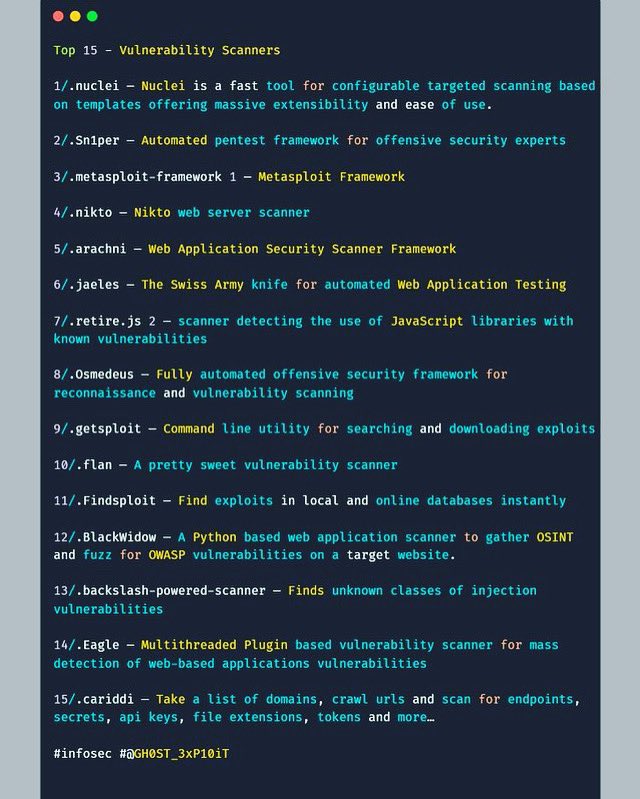 Top 15 - Vulnerability Scanners
1/.nuclei — Nuclei is a fast tool for configurable targeted scanning based
on templates offering massive extensibility and ease of use.
2/.Sn1per — Automated pentest framework for offensive security experts
3/.metasploit-framework 1 — Metasploit Framework
4/.nikto — Nikto web server scanner
5/.arachni — Web Application Security Scanner Framework
6/.jaeles — The Swiss Army knife for automated Web Application Testing
7/.retire.js 2 — scanner detecting the use of JavaScript libraries with
known vulnerabilities
8/.Osmedeus — Fully automated offensive security framework for
reconnaissance and vulnerability scanning
9/.getsploit — Command line utility for searching and downloading exploits
10/.flan — A pretty sweet vulnerability scanner
11/.Findsploit — Find exploits in local and online databases instantly
12/.BlackWidow — A Python based web application scanner to gather OSINT
and fuzz for OWASP vulnerabilities on a target website.
13/.backslash-powered-scanner — Finds unknown classes of injection
vulnerabilities
14/.Eagle — Multithreaded Plugin based vulnerability scanner for mass
detection of web-based applications vulnerabilities
15/.cariddi — Take a list of domains, crawl urls and scan for endpoints,
secrets, api keys, file extensions, tokens and more…
#infosec #@GH0ST_3xP10iT